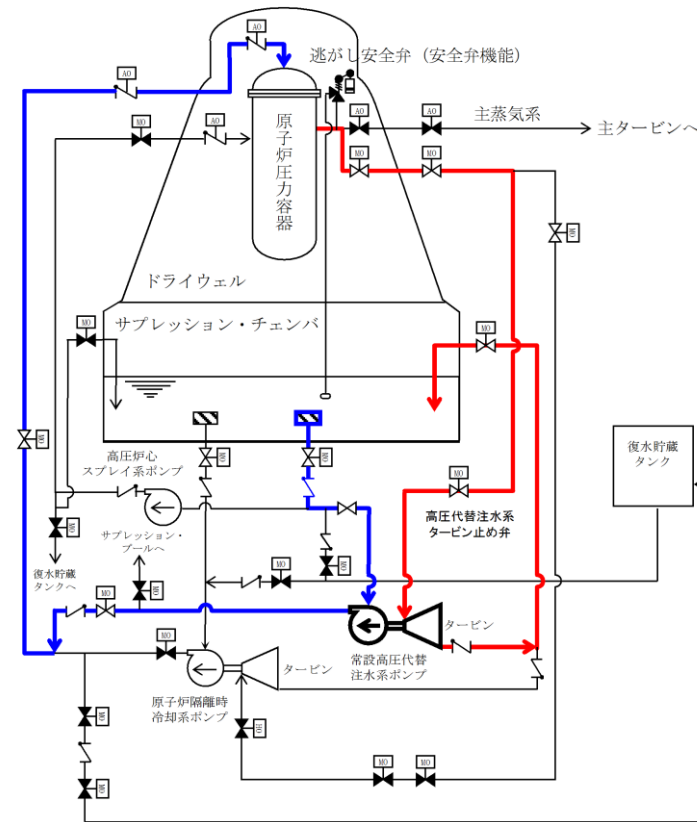 AO
AO
逃がし安全弁（安全弁機能）
MO
AO
AO
AO
主蒸気系
主タービンへ
原子炉圧力容器
MO
MO
MO
ドライウェル
サプレッション・チェンバ
MO
MO
MO
MO
MO
高圧炉心
スプレイ系ポンプ
復水貯蔵
タンク
MO
高圧代替注水系
タービン止め弁
MO
サプレッション・
プールへ
MO
MO
復水貯蔵
タンクへ
MO
MO
タービン
常設高圧代替
注水系ポンプ
MO
タービン
原子炉隔離時
冷却系ポンプ
MO
HO
MO
MO
MO